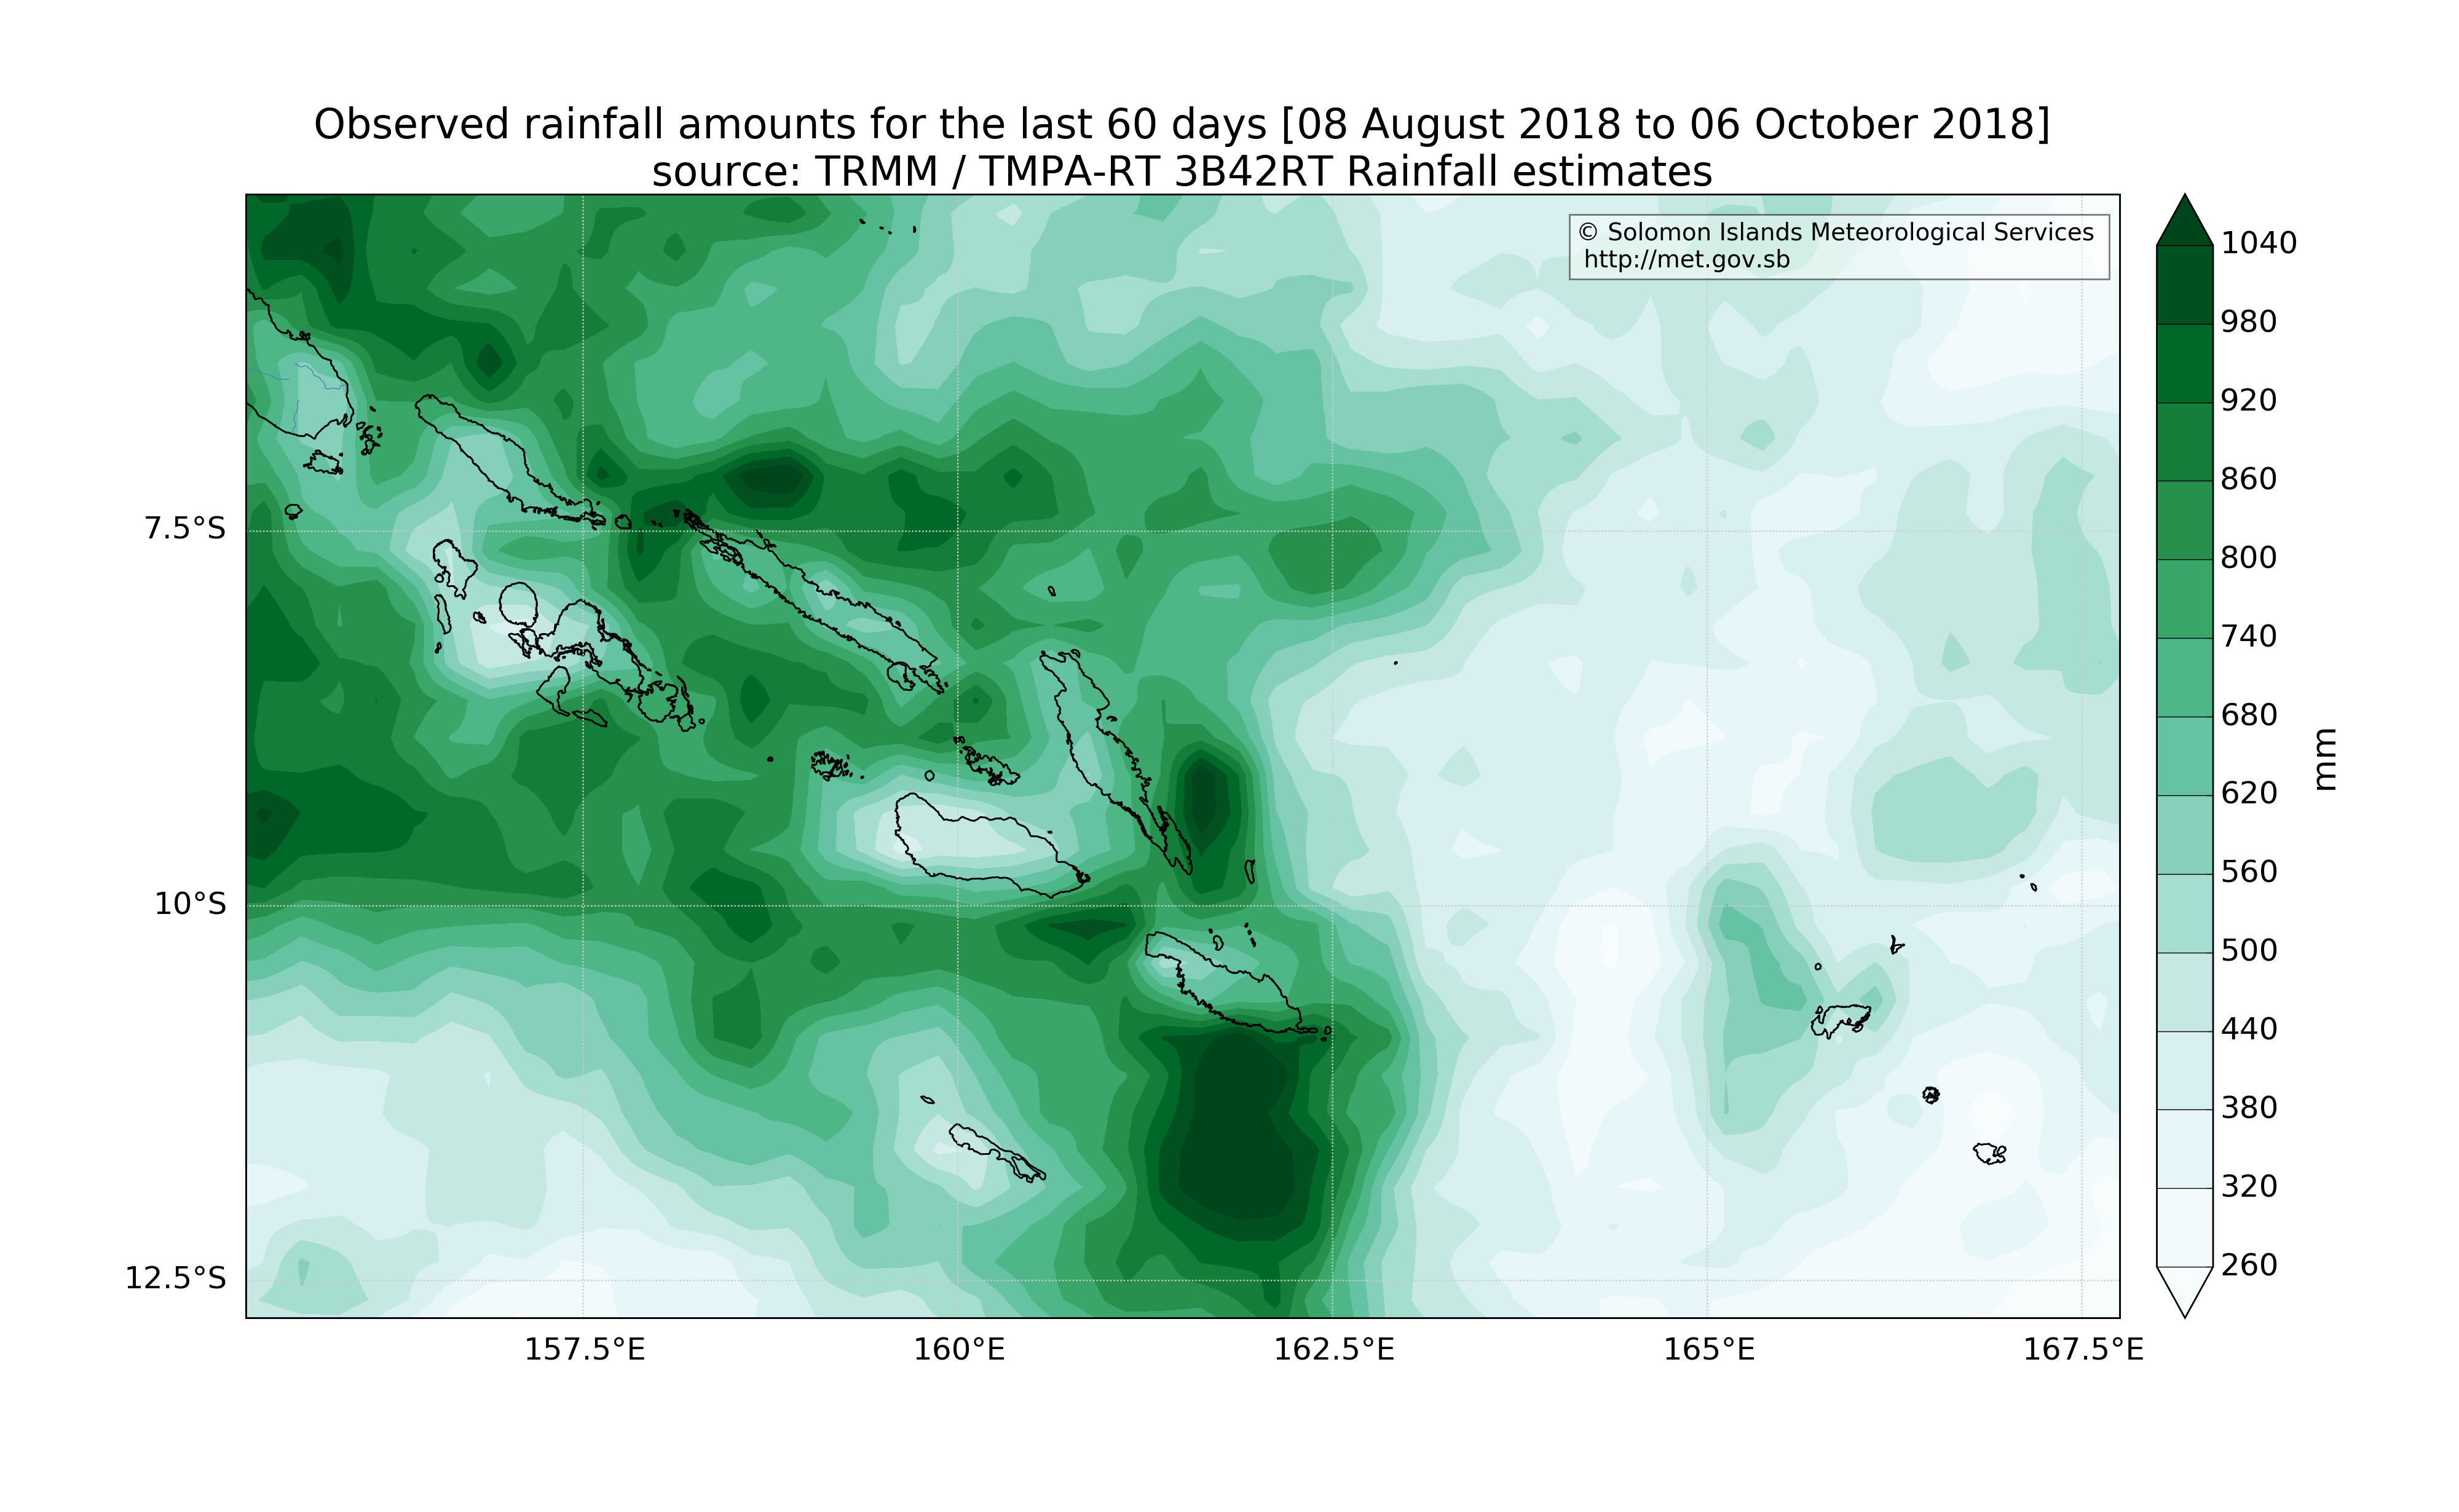 Observed rainfall amounts for the last 60 days [08 August 2018 to 06 October 2018]
source: TRMM / TMPA-RT 3B42RT Rainfall estimates
© Solomon Islands Meteorological Services
http://met.gov.sb
7.5°S
10°S
12.5°S
157.5°E
160°E
162.5°E
165°E
167.5°E
1040
980
920
860
800
740
680
620
560
500
440
380
320
260
mm